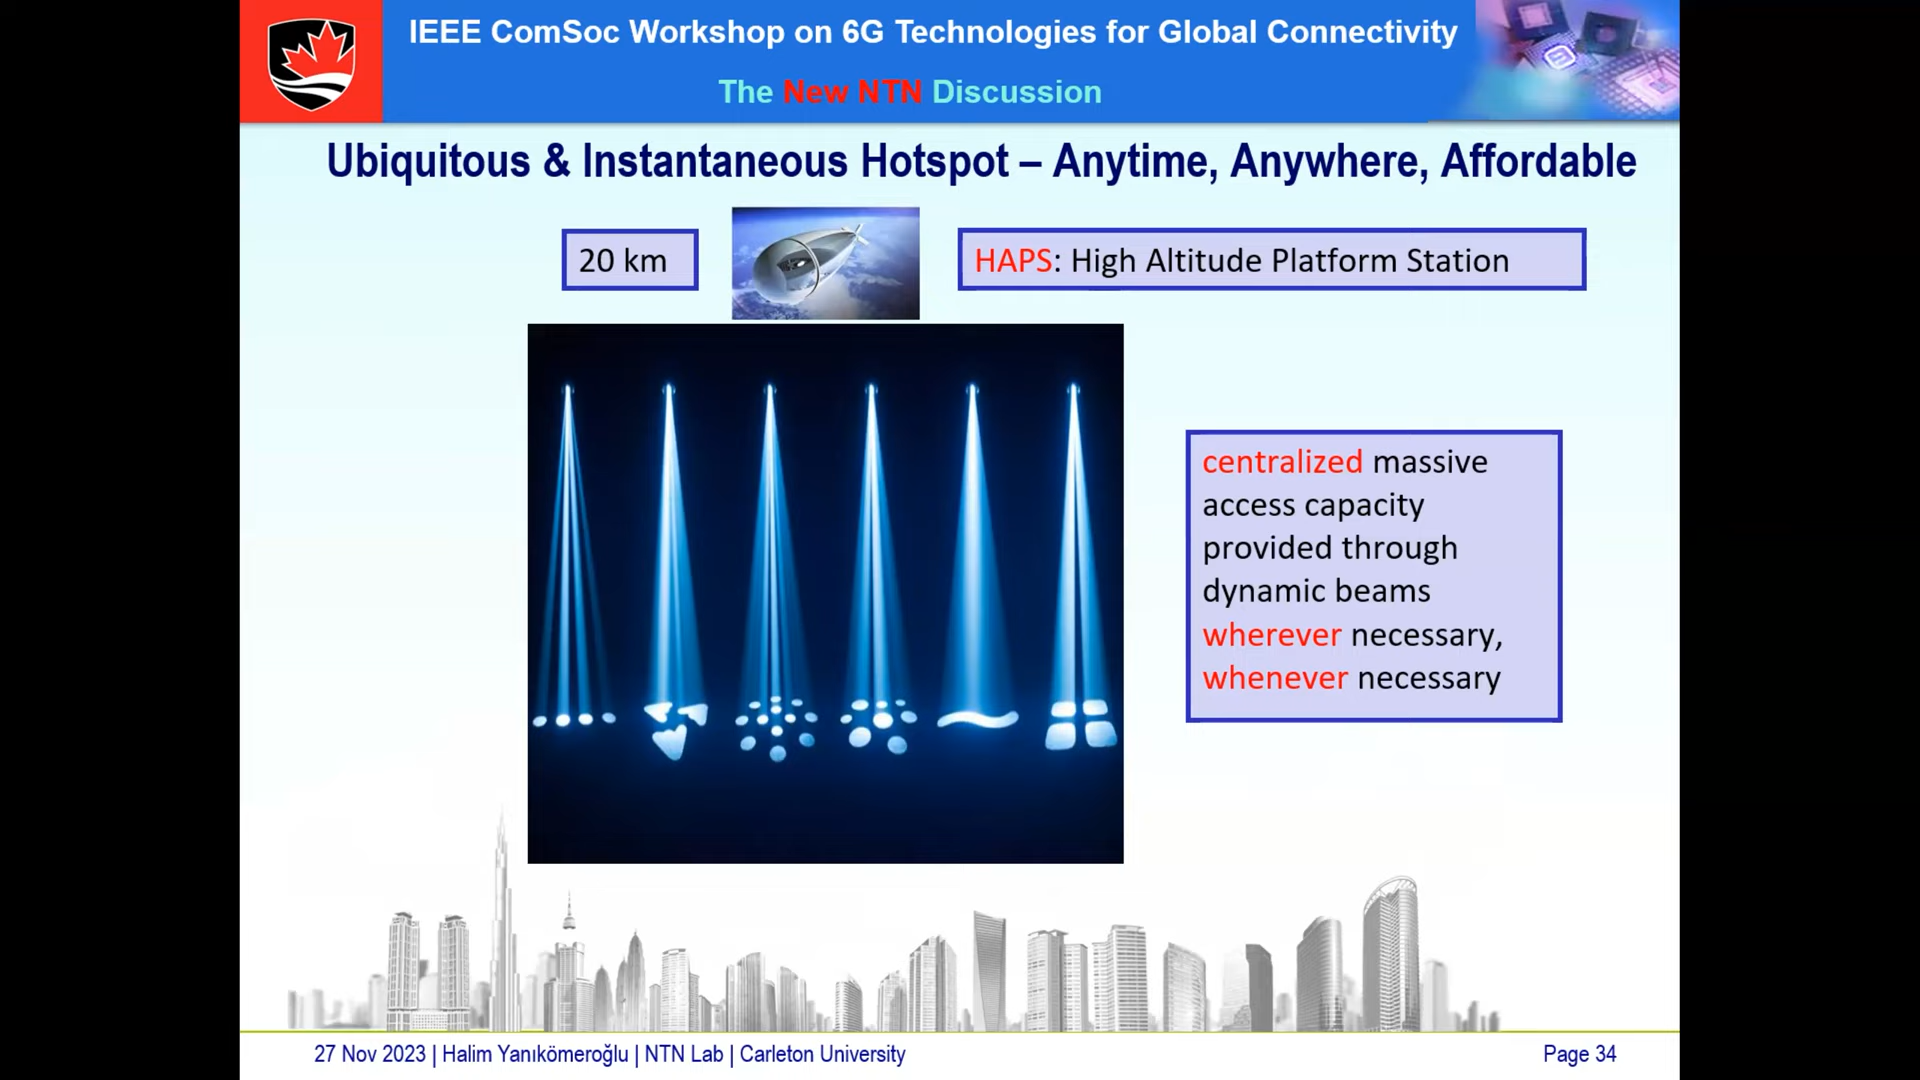 IEEE ComSoc Workshop on 6G Technologies for Global Connectivity
The New NTN Discussion
Ubiquitous & Instantaneous Hotspot – Anytime, Anywhere, Affordable
20 km
HAPS: High Altitude Platform Station
centralized massive
access capacity
provided through
dynamic beams
wherever necessary,
whenever necessary
27 Nov 2023 | Halim Yanıkömeroğlu | NTN Lab | Carleton University
Page 34